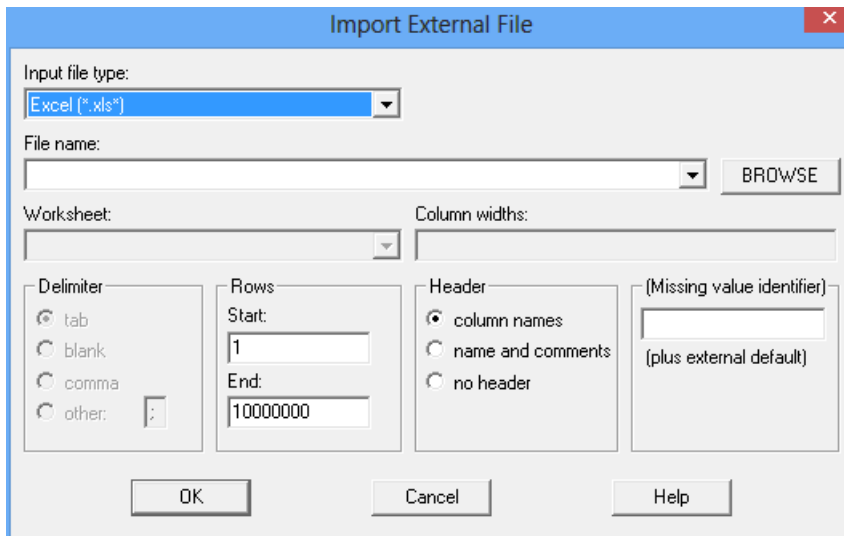 Import External File
Input file type:
Excel (*.xls*)
File name:
BROWSE
Worksheet:
Column widths:
Delimiter
tab
blank
comma
other: ;
Rows
Start:
1
End:
10000000
Header
column names
name and comments
no header
(Missing value identifier)
(plus external default)
OK
Cancel
Help